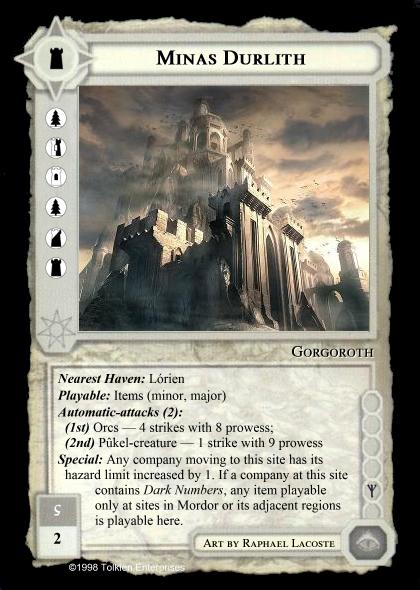 MINAS DURLITH
GORGOROTH
Nearest Haven: Lórien
Playable: Items (minor, major)
Automatic-attacks (2):
(1st) Orcs — 4 strikes with 8 prowess;
(2nd) Pûkel-creature — 1 strike with 9 prowess
Special: Any company moving to this site has its
hazard limit increased by 1. If a company at this site
contains Dark Numbers, any item playable
only at sites in Mordor or its adjacent regions
is playable here.
2
ART BY RAPHAEL LACOSTE
©1998 Tolkien Enterprises